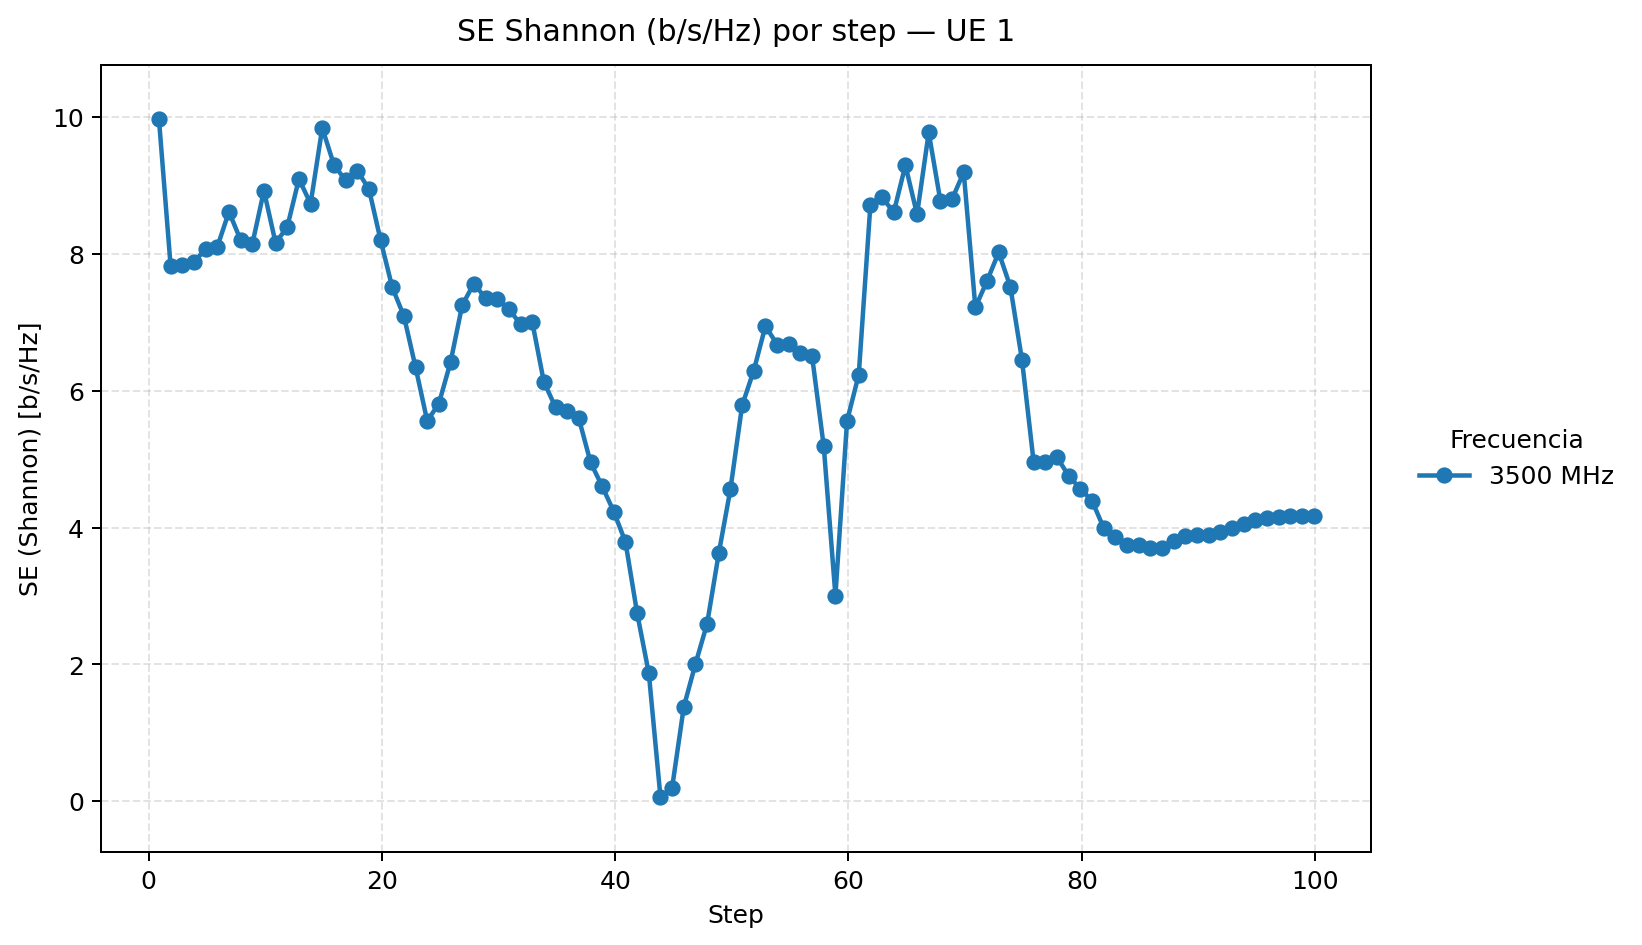 SE Shannon (b/s/Hz) por step — UE 1
SE (Shannon) [b/s/Hz]
10
8
6
4
2
0
0 20 40 60 80 100
Step
Frecuencia
3500 MHz